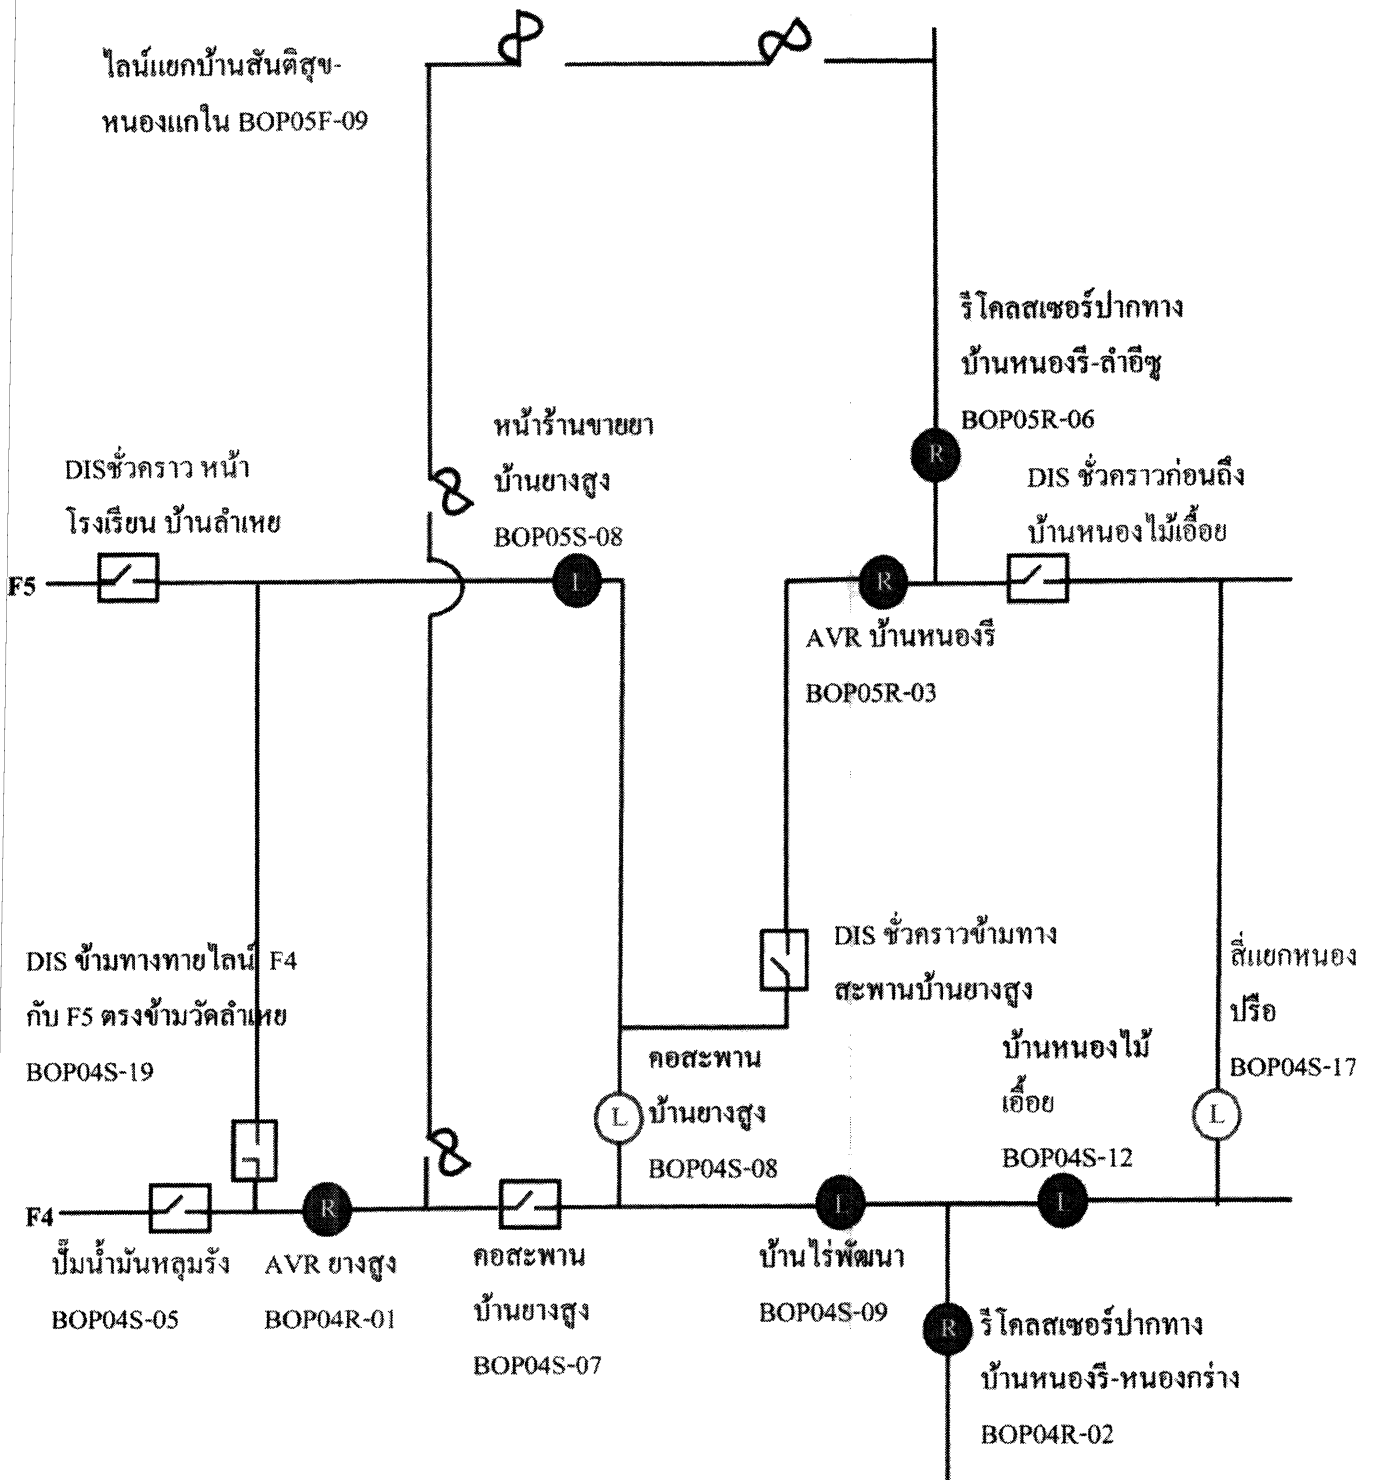 ไลน์แยกบ้านสันติสุข-
หนองแกใน BOP05F-09
รีโคลสเซอร์ปากทาง
บ้านหนองรี-ลำอีซู
BOP05R-06
R
หน้าร้านขายยา
บ้านยางสูง
BOP05S-08
L
DISชั่วคราว หน้า
โรงเรียน บ้านลำเหย
F5
DIS ชั่วคราวก่อนถึง
บ้านหนองไม้เอื้อย
R
AVR บ้านหนองรี
BOP05R-03
DIS ข้ามทางทายไลน์ F4
กับ F5 ตรงข้ามวัดลำเหย
BOP04S-19
DIS ชั่วคราวข้ามทาง
สะพานบ้านยางสูง
สี่แยกหนอง
ปรือ
BOP04S-17
L
คอสะพาน
บ้านยางสูง
BOP04S-08
L
บ้านหนองไม้
เอื้อย
BOP04S-12
L
F4
ปั๊มน้ำมันหลุมรัง
BOP04S-05
R
AVR ยางสูง
BOP04R-01
คอสะพาน
บ้านยางสูง
BOP04S-07
L
บ้านไร่พัฒนา
BOP04S-09
R
รีโคลสเซอร์ปากทาง
บ้านหนองรี-หนองกร่าง
BOP04R-02